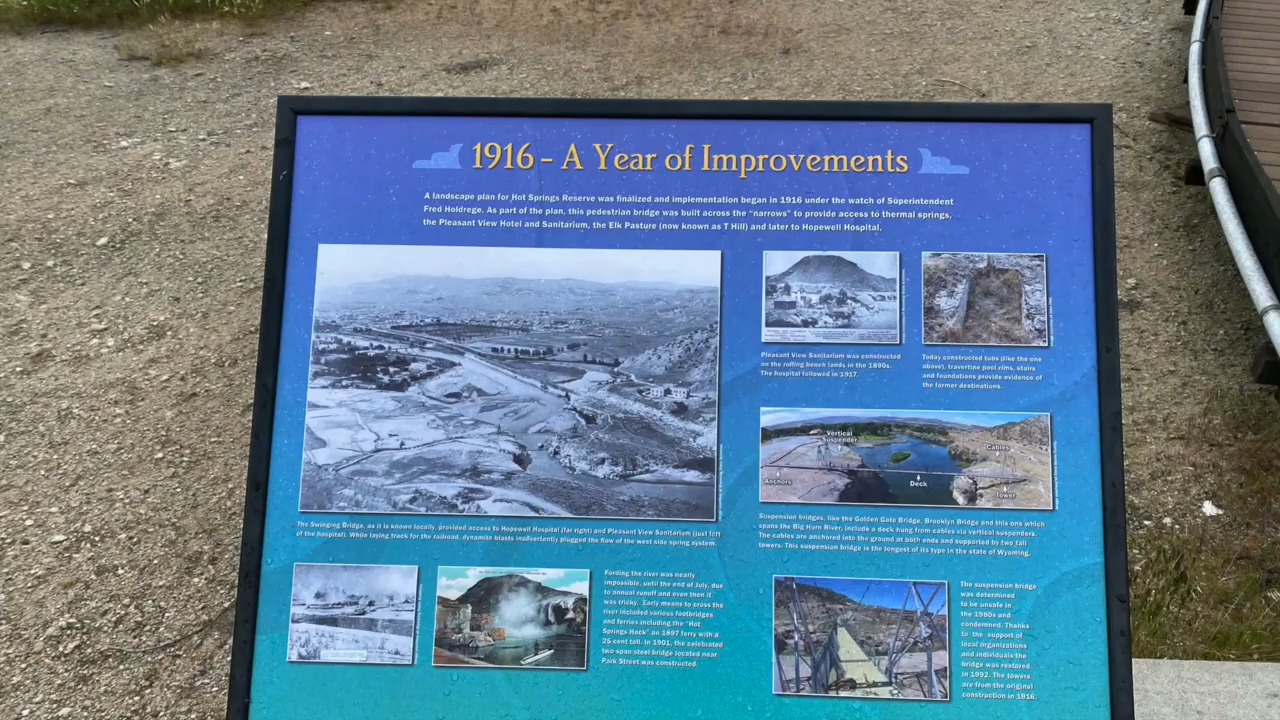 1916 - A Year of Improvements
A landscape plan for Hot Springs Reserve was finalized and implementation began in 1916 under the watch of Superintendent
Fred Holdrege. As part of the plan, this pedestrian bridge was built across the "narrows" to provide access to thermal springs,
the Pleasant View Hotel and Sanitarium, the Elk Pasture (now known as T Hill) and later to Hopewell Hospital.
The Swinging Bridge, as it is known locally, provided access to Hopewell Hospital (far right) and Pleasant View Sanitarium (just left
of the hospital). While laying track for the railroad, dynamite blasts inadvertently plugged the flow of the west side spring system.
Pleasant View Sanitarium was constructed
on the rolling bench lands in the 1890s.
The hospital followed in 1917.
Today constructed tubs (like the one
above), travertine pool rims, stairs
and foundations provide evidence of
the former destinations.
Vertical
Suspender
Cables
Anchors
Deck
Tower
Suspension bridges, like the Golden Gate Bridge, Brooklyn Bridge and this one which
spans the Big Horn River, include a deck hung from cables via vertical suspenders.
The cables are anchored into the ground at both ends and supported by two tall
towers. This suspension bridge is the longest of its type in the state of Wyoming.
Fording the river was nearly
impossible, until the end of July, due
to annual runoff and even then it
was tricky. Early means to cross the
river included various footbridges
and ferries including the "Hot
Springs Hack" an 1897 ferry with a
25 cent toll. In 1901, the celebrated
two-span steel bridge located near
Park Street was constructed.
The suspension bridge
was determined
to be unsafe in
the 1980s and
condemned. Thanks
to the support of
local organizations
and individuals the
bridge was restored
in 1992. The towers
are from the original
construction in 1916.